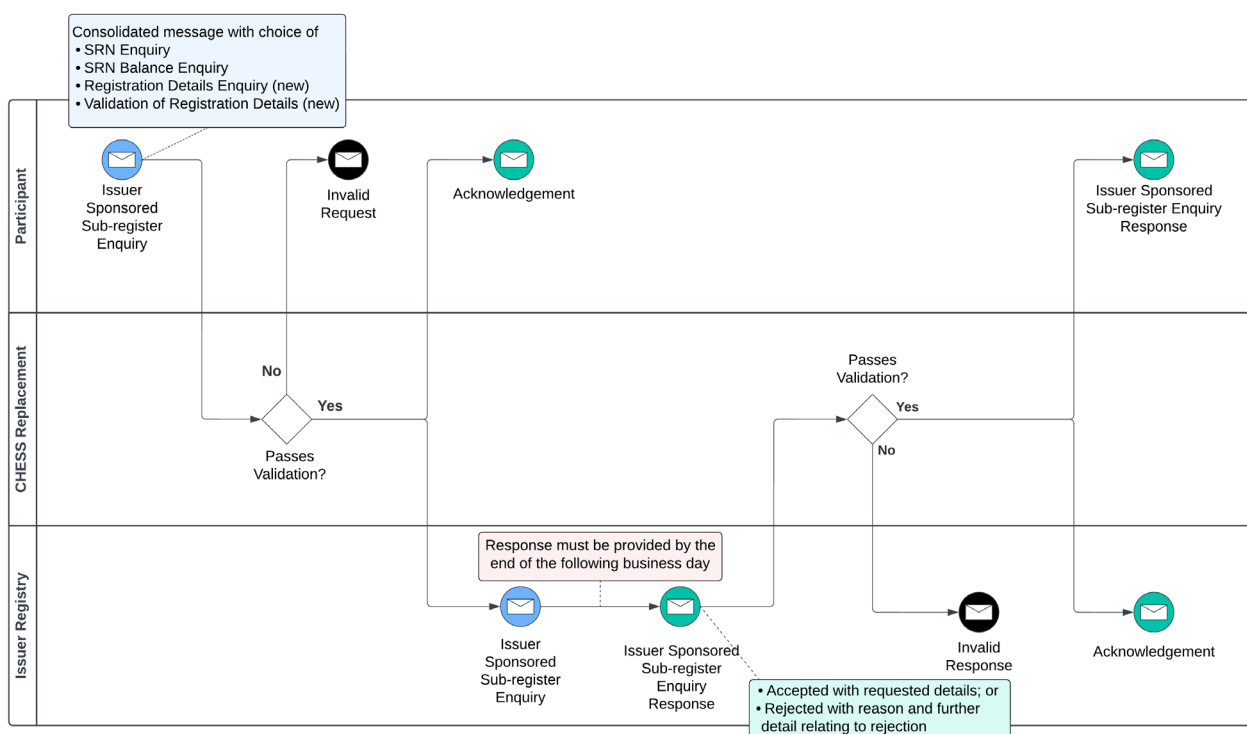 Consolidated message with choice of
• SRN Enquiry
• SRN Balance Enquiry
• Registration Details Enquiry (new)
• Validation of Registration Details (new)
Participant
Issuer
Sponsored
Sub-register
Enquiry
Invalid
Request
Acknowledgement
Issuer Sponsored
Sub-register Enquiry
Response
CHESS Replacement
No
Yes
Passes
Validation?
Passes
Validation?
Yes
No
Issuer Registry
Response must be provided by the
end of the following business day
Issuer
Sponsored
Sub-register
Enquiry
Issuer Sponsored
Sub-register
Enquiry
Response
Invalid
Response
Acknowledgement
• Accepted with requested details; or
• Rejected with reason and further
detail relating to rejection